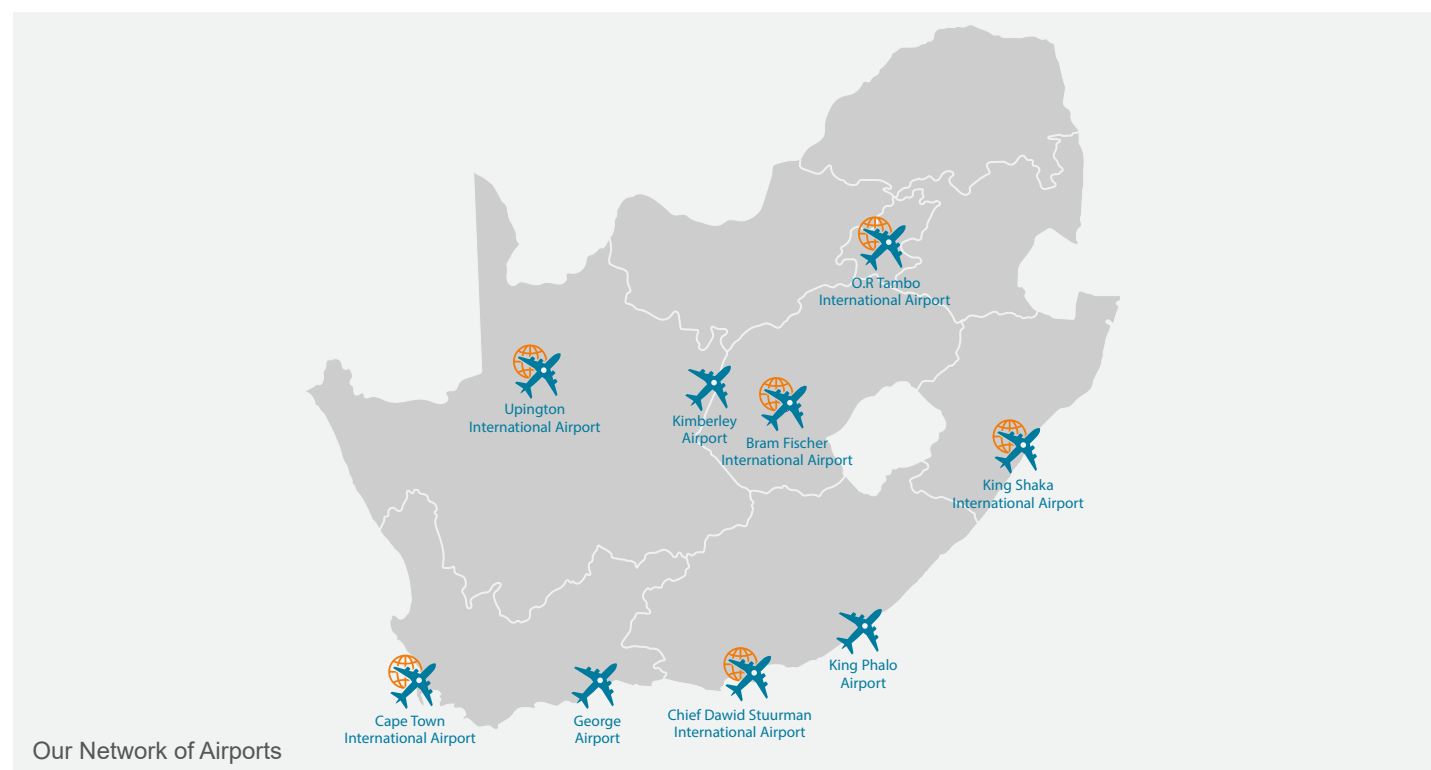 O.R Tambo
International Airport
Upington
International Airport
Kimberley
Airport
Bram Fischer
International Airport
King Shaka
International Airport
King Phalo
Airport
Cape Town
International Airport
George
Airport
Chief Dawid Stuurman
International Airport
Our Network of Airports